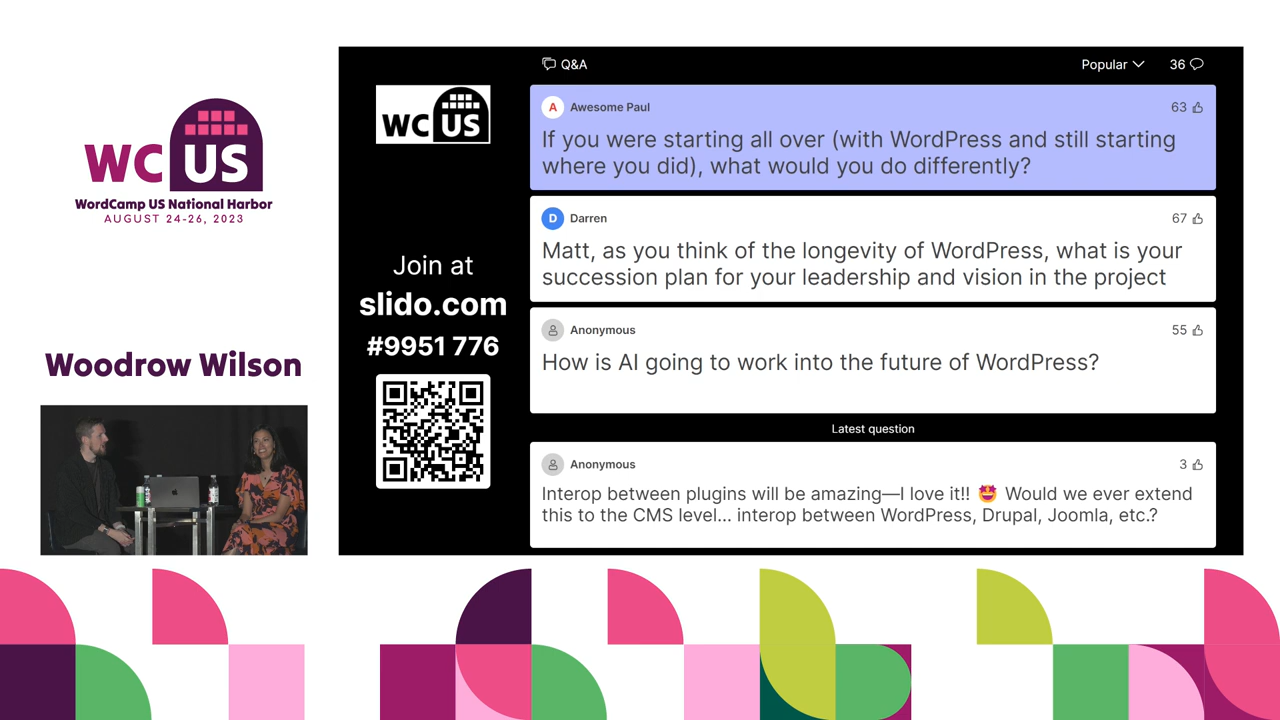 WC US
WordCamp US National Harbor
AUGUST 24-26, 2023
Woodrow Wilson
WC US
Join at
slido.com
#9951 776
Q&A
Popular
36
A
Awesome Paul
63
If you were starting all over (with WordPress and still starting
where you did), what would you do differently?
D
Darren
67
Matt, as you think of the longevity of WordPress, what is your
succession plan for your leadership and vision in the project
Anonymous
55
How is AI going to work into the future of WordPress?
Latest question
Anonymous
3
Interop between plugins will be amazing—I love it!! 🤩 Would we ever extend
this to the CMS level... interop between WordPress, Drupal, Joomla, etc.?